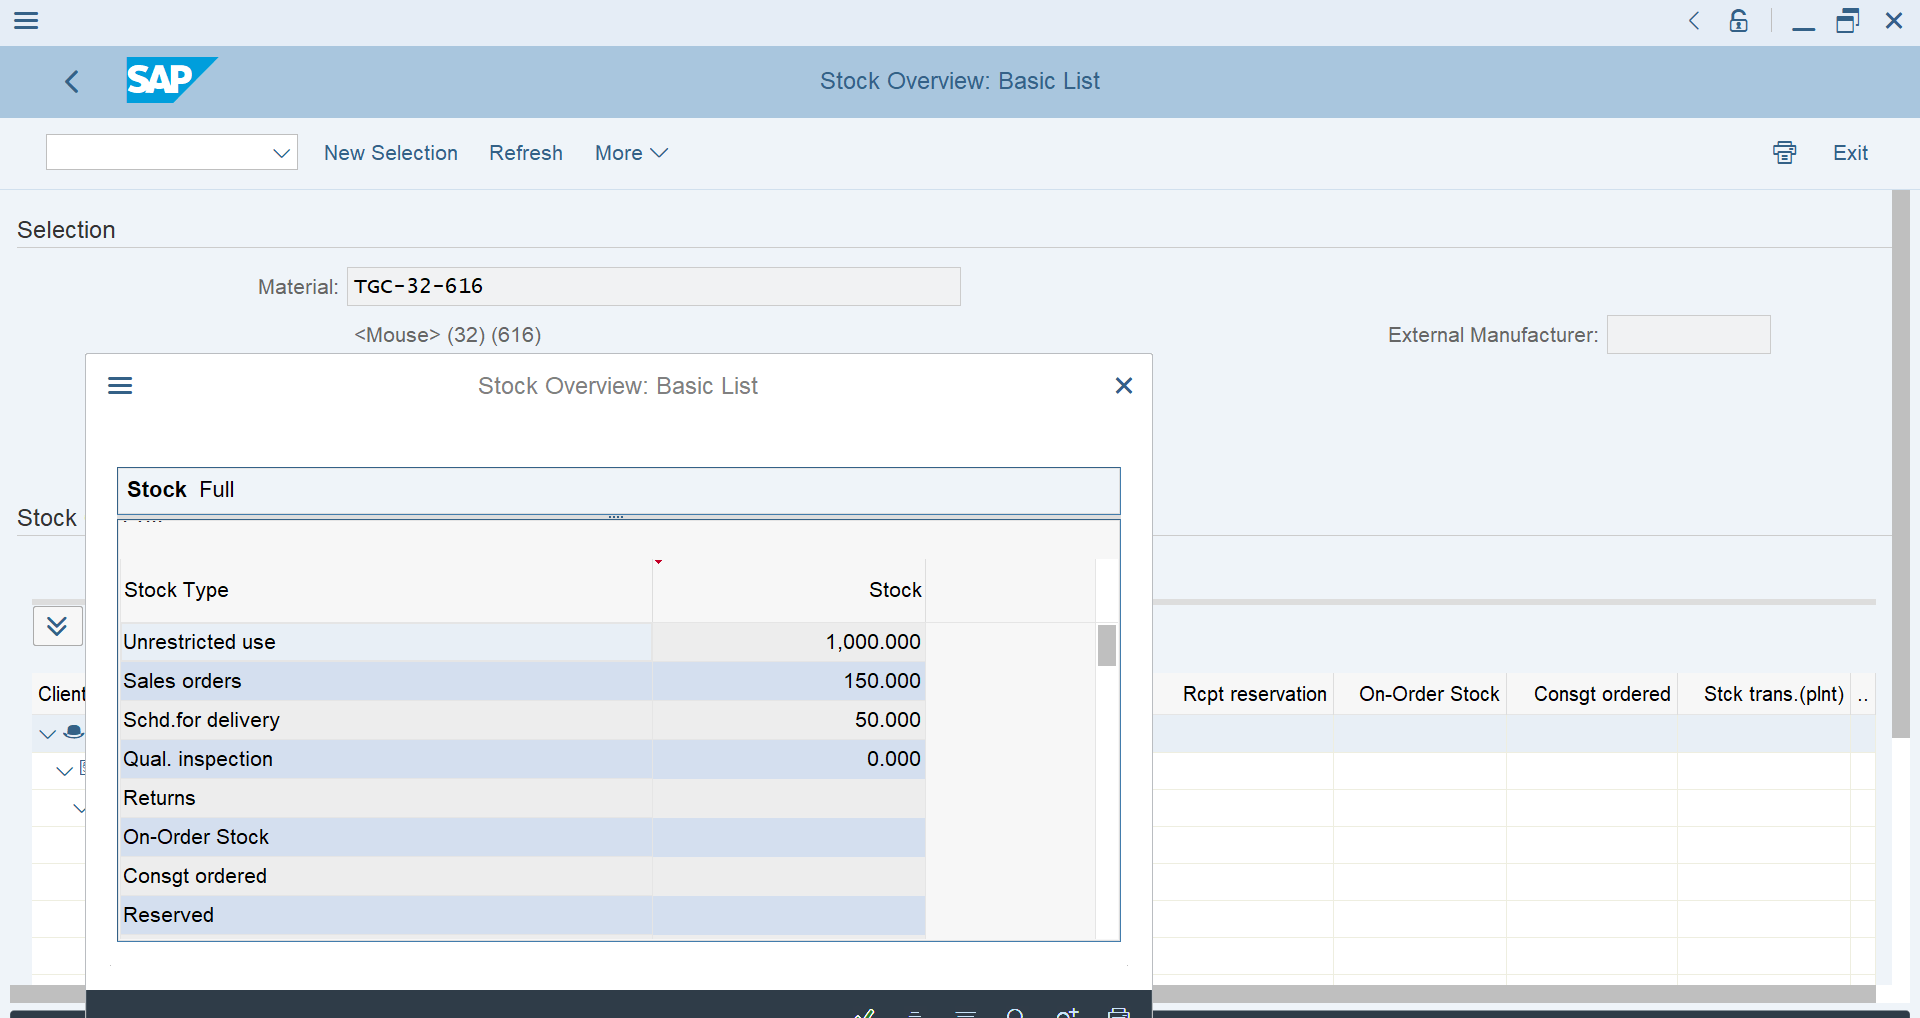 SAP
Stock Overview: Basic List
New Selection Refresh More Exit
Selection
Material: TGC-32-616
<Mouse> (32) (616)
External Manufacturer:
Stock Overview: Basic List
Stock Full
Stock
Stock Type Stock
Unrestricted use 1,000.000
Sales orders 150.000
Schd.for delivery 50.000
Qual. inspection 0.000
Returns
On-Order Stock
Consgt ordered
Reserved
Client
Rcpt reservation On-Order Stock Consgt ordered Stck trans.(plnt) ..